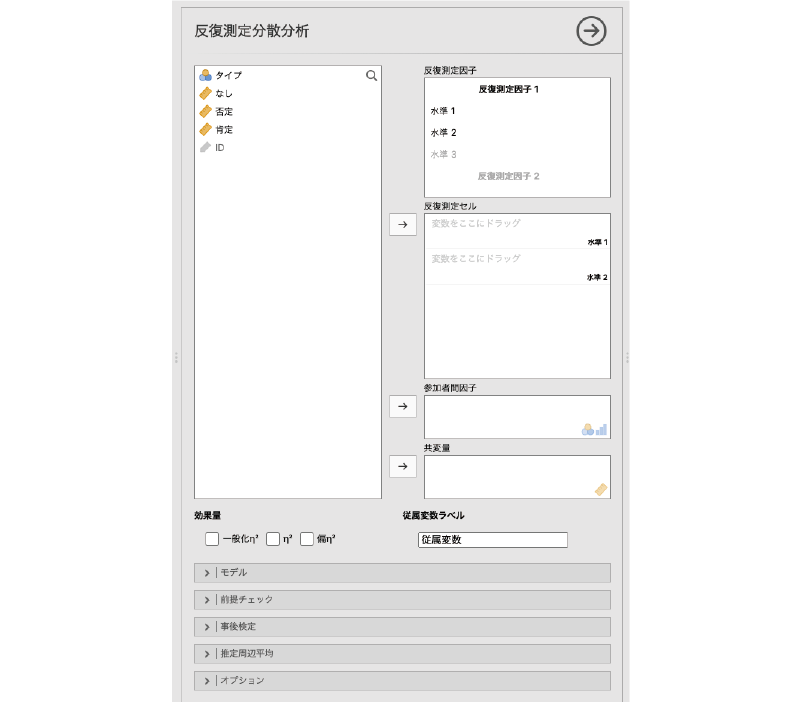 反復測定分散分析
タイプ
なし
否定
肯定
ID
反復測定因子
反復測定因子 1
水準 1
水準 2
水準 3
反復測定因子 2
反復測定セル
変数をここにドラッグ
水準 1
変数をここにドラッグ
水準 2
参加者間因子
共変量
効果量
一般化η² η² 偏η²
従属変数ラベル
従属変数
モデル
前提チェック
事後検定
推定周辺平均
オプション